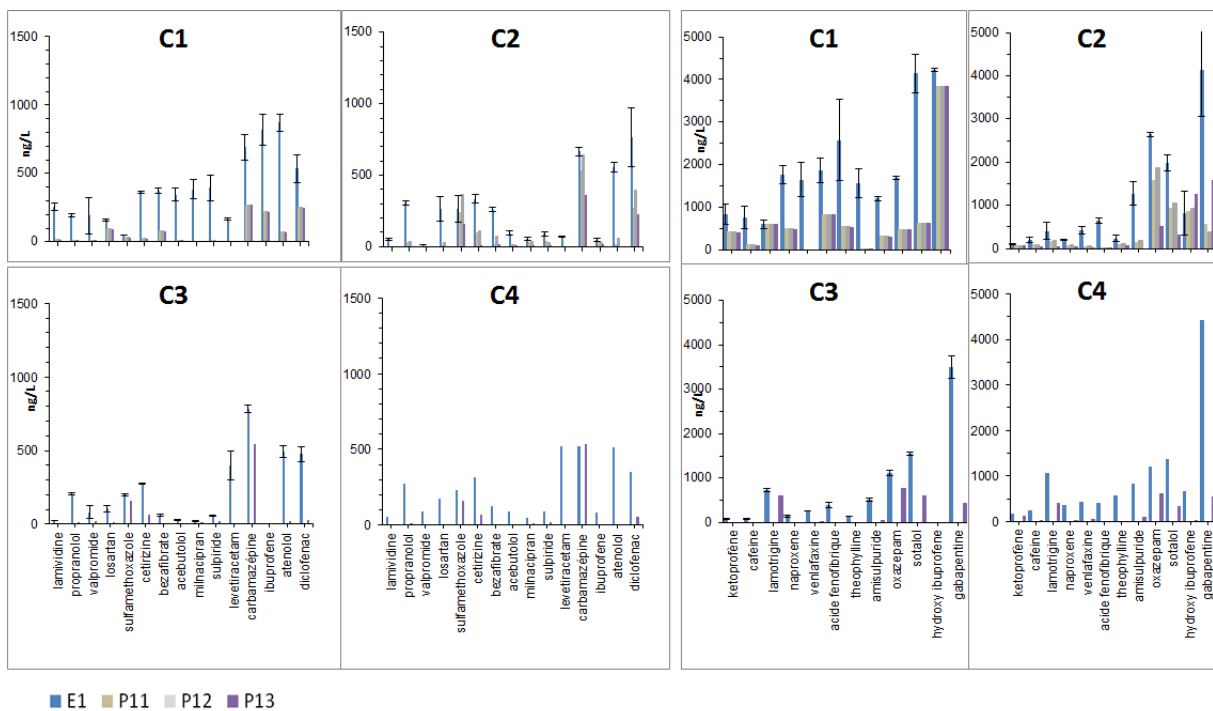 C1
C2
C1
C2
1500
1000
500
0
ng/L
1500
1000
500
0
5000
4000
3000
2000
1000
0
ng/L
5000
4000
3000
2000
1000
0
C3
C4
C3
C4
1500
1000
500
0
ng/L
1500
1000
500
0
5000
4000
3000
2000
1000
0
ng/L
5000
4000
3000
2000
1000
0
lamividine
propranolol
valpromide
losartan
sulfamethoxazole
cetirizine
bezafibrate
acebutolol
milnacipran
sulpiride
levetiracetam
carbamazépine
ibuprofene
atenolol
diclofenac
lamividine
propranolol
valpromide
losartan
sulfamethoxazole
cetirizine
bezafibrate
acebutolol
milnacipran
sulpiride
levetiracetam
carbamazépine
ibuprofene
atenolol
diclofenac
ketoprofène
cafeine
lamotrigine
naproxene
venlafaxine
acide fenofibrique
theophylline
amisulpuride
oxazepam
sotalol
hydroxy ibuprofene
gabapentine
ketoprofène
cafeine
lamotrigine
naproxene
venlafaxine
acide fenofibrique
theophylline
amisulpuride
oxazepam
sotalol
hydroxy ibuprofene
gabapentine
E1 P11 P12 P13